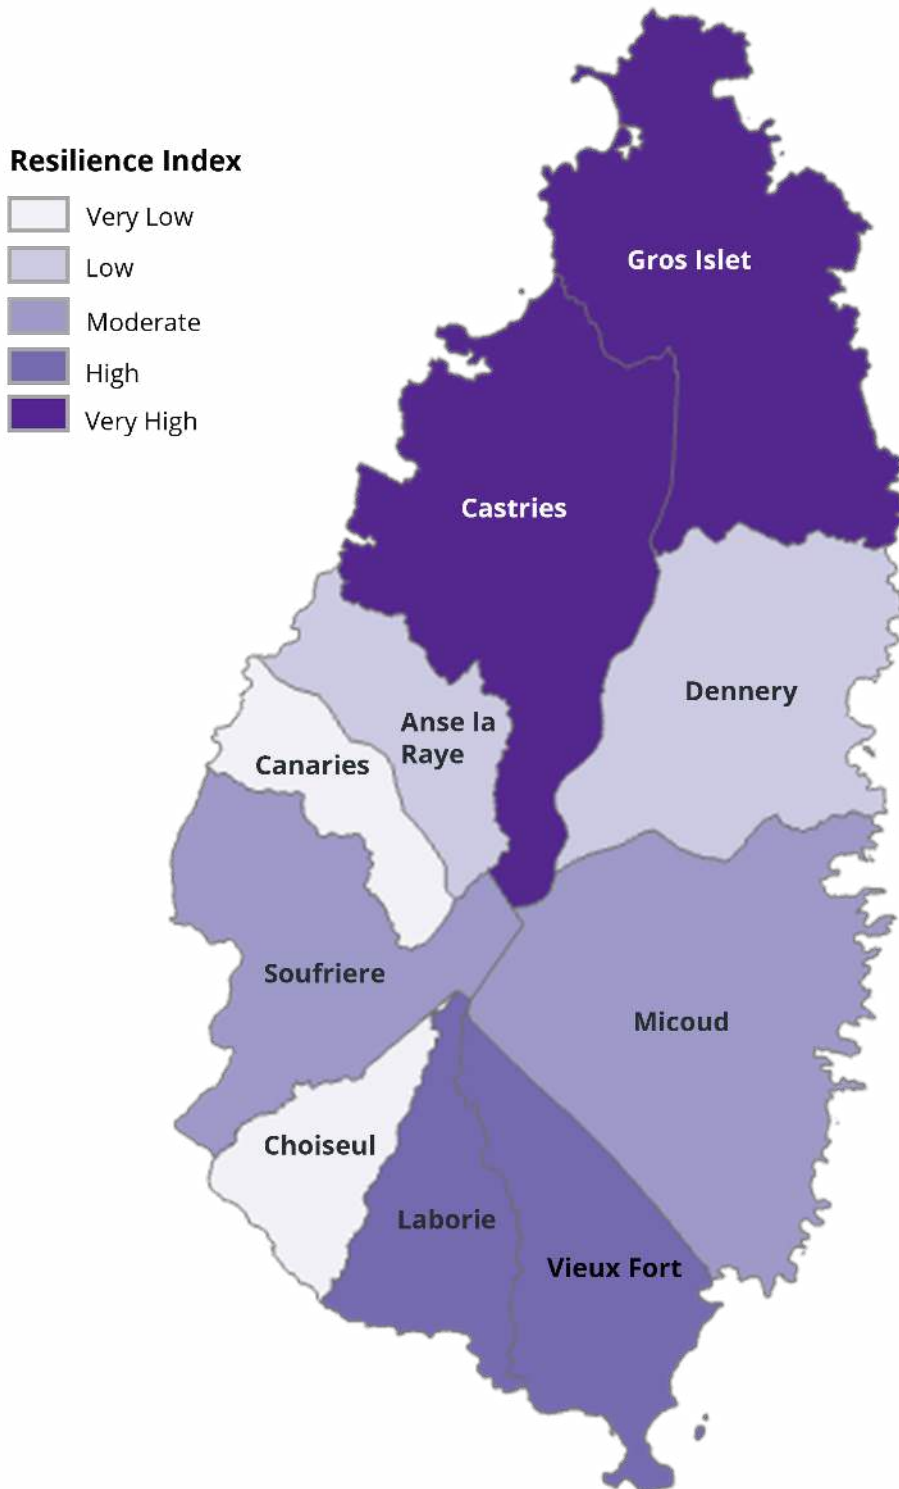 Resilience Index
Very Low
Low
Moderate
High
Very High
Gros Islet
Castries
Dennery
Anse la
Raye
Canaries
Soufriere
Micoud
Choiseul
Laborie
Vieux Fort